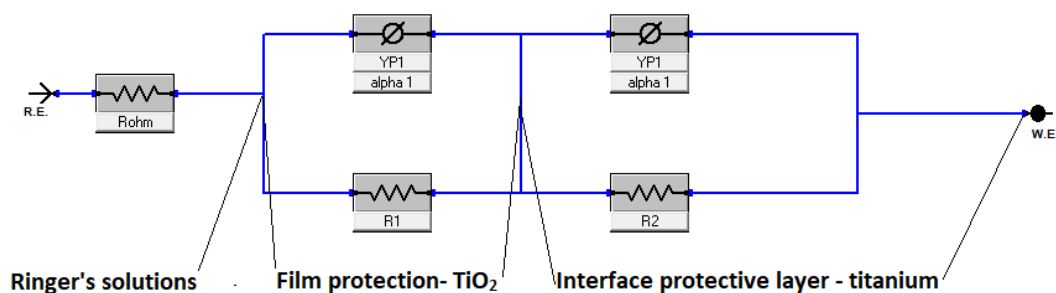 YP1
alpha 1
YP1
alpha 1
R.E.
Rohm
W.E
R1
R2
Ringer's solutions
Film protection- TiO₂
Interface protective layer - titanium